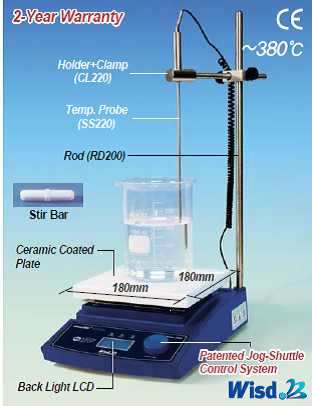 2-Year Warranty
CE
~380℃
Holder+Clamp
(CL220)
Temp. Probe
(SS220)
Rod (RD200)
Stir Bar
Ceramic Coated
Plate
180mm
180mm
Patented Jog-Shuttle
Control System
Back Light LCD
Wisd